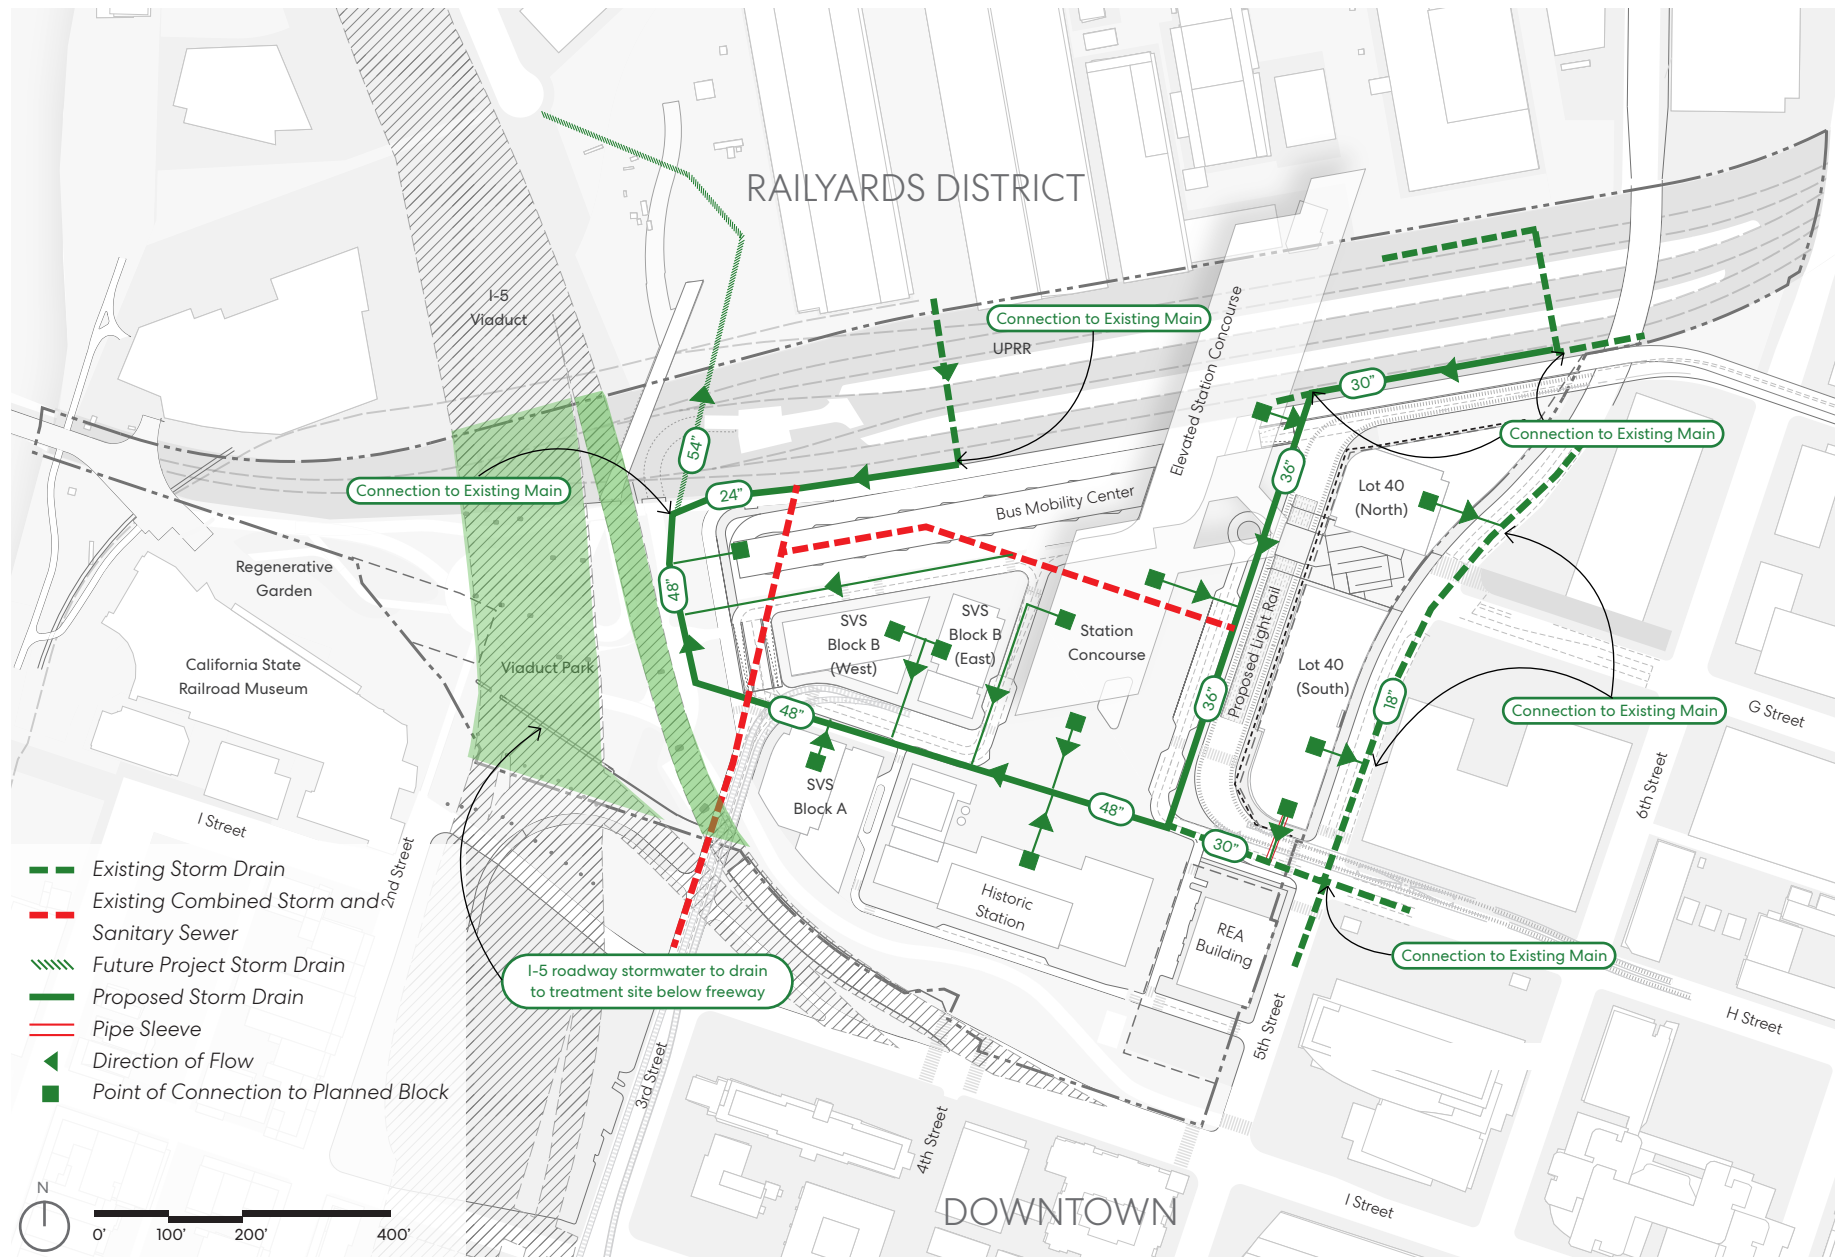 RAILYARDS DISTRICT
I-5
Viaduct
Connection to Existing Main
UPRR
Elevated Station Concourse
30"
54"
36"
Connection to Existing Main
Connection to Existing Main
24"
Lot 40
(North)
Bus Mobility Center
Regenerative
Garden
48"
SVS
Block B
(West)
SVS
Block B
(East)
Station
Concourse
Proposed Light Rail
California State
Railroad Museum
Viaduct Park
Lot 40
(South)
36"
18"
Connection to Existing Main
G Street
48"
6th Street
SVS
Block A
48"
I Street
30"
2nd Street
Historic
Station
REA
Building
Connection to Existing Main
I-5 roadway stormwater to drain
to treatment site below freeway
5th Street
H Street
3rd Street
4th Street
I Street
DOWNTOWN
Existing Storm Drain
Existing Combined Storm and
Sanitary Sewer
Future Project Storm Drain
Proposed Storm Drain
Pipe Sleeve
Direction of Flow
Point of Connection to Planned Block
N
0' 100' 200' 400'